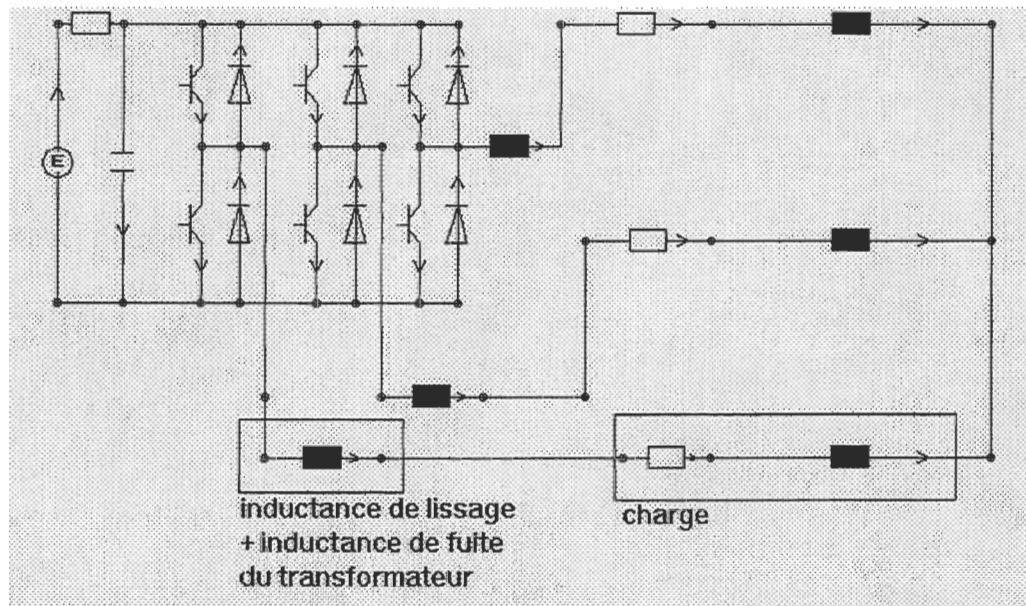 E
inductance de lissage
+ inductance de fuite
du transformateur
charge